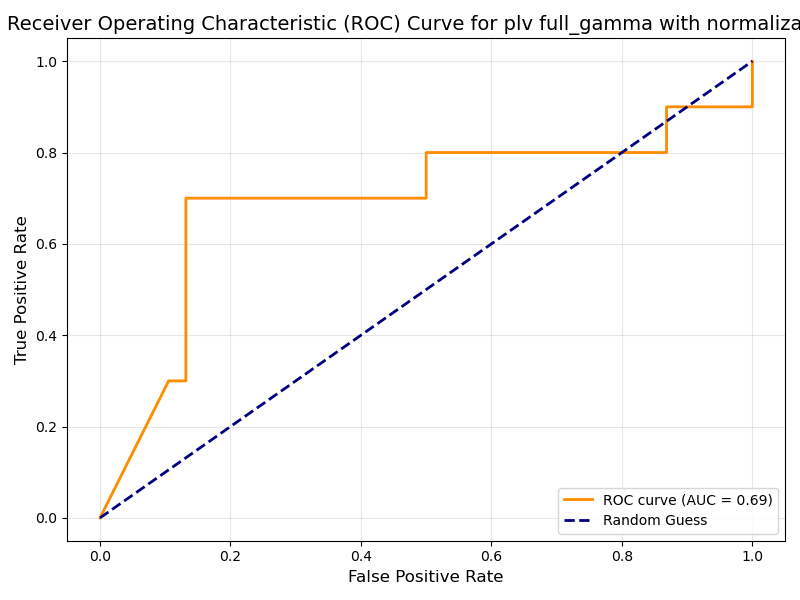 Receiver Operating Characteristic (ROC) Curve for plv full_gamma with normaliza
1.0
0.8
0.6
0.4
0.2
0.0
True Positive Rate
ROC curve (AUC = 0.69)
Random Guess
0.0 0.2 0.4 0.6 0.8 1.0
False Positive Rate